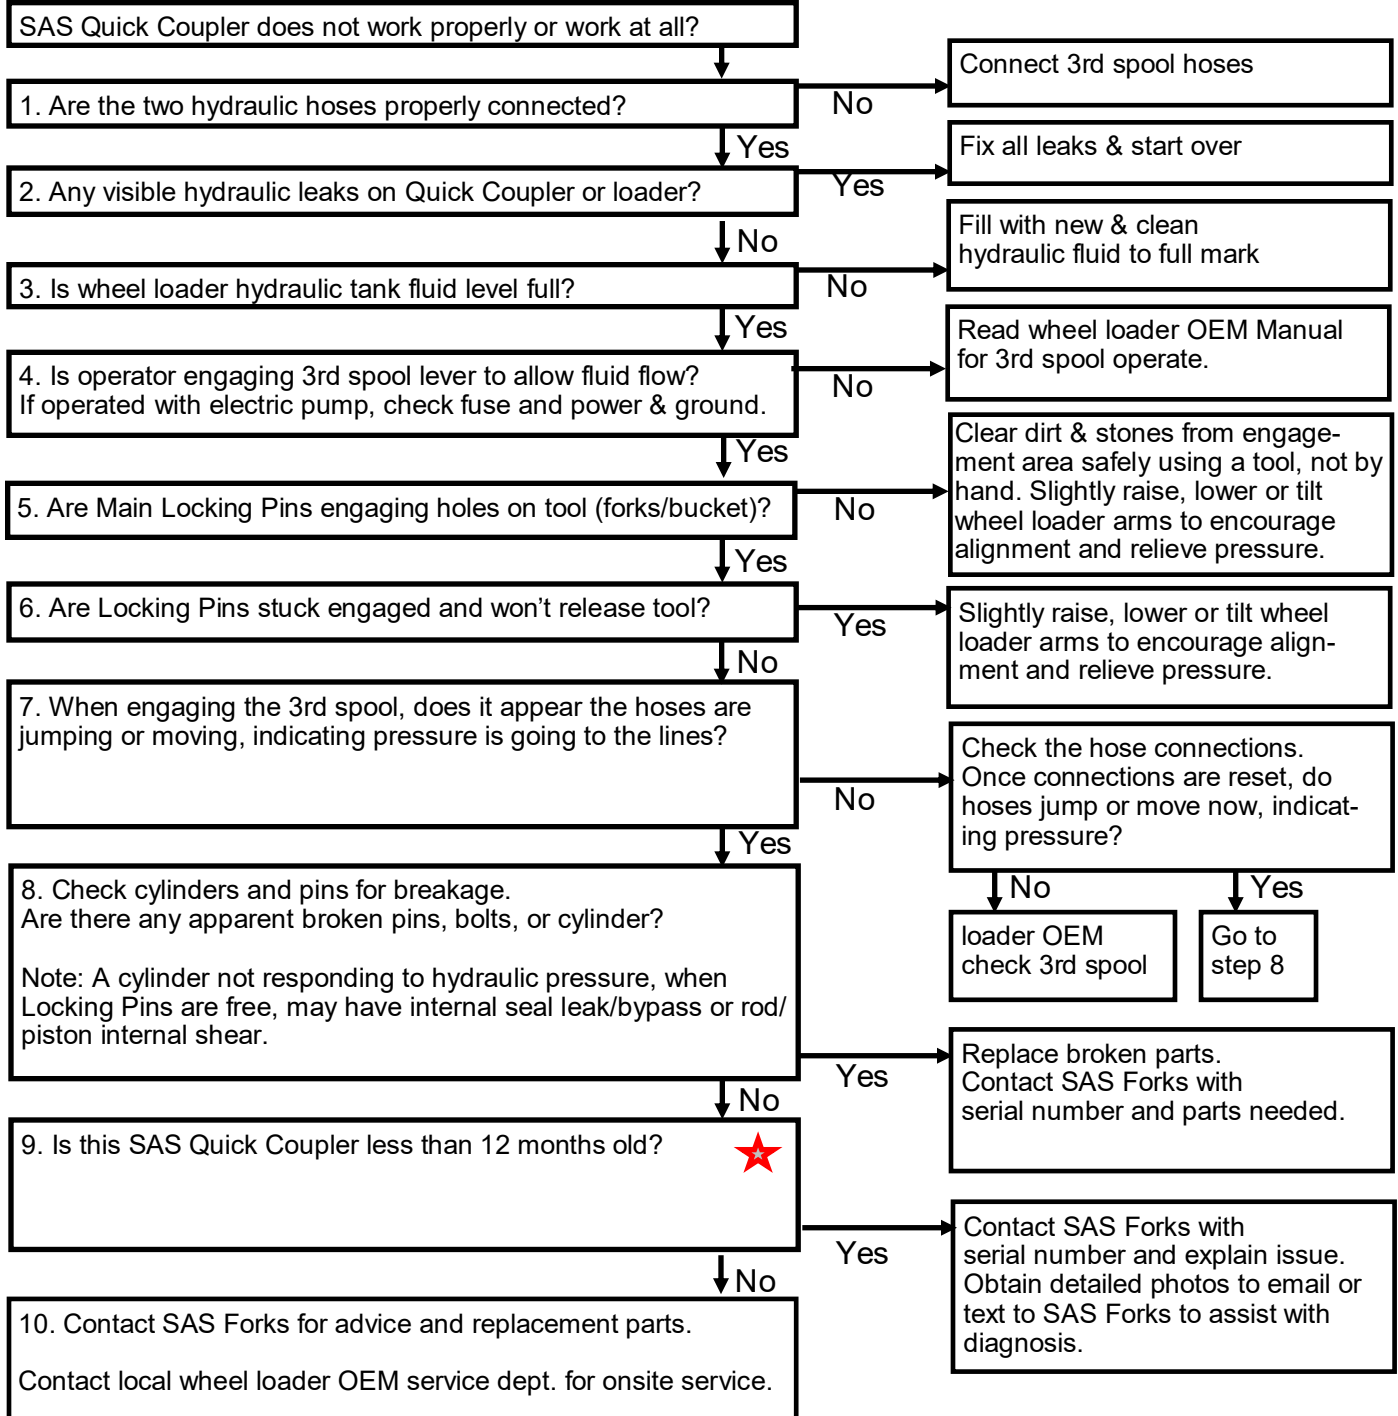 SAS Quick Coupler does not work properly or work at all?
Connect 3rd spool hoses
1. Are the two hydraulic hoses properly connected?
No
Yes
Fix all leaks & start over
2. Any visible hydraulic leaks on Quick Coupler or loader?
Yes
No
Fill with new & clean
hydraulic fluid to full mark
3. Is wheel loader hydraulic tank fluid level full?
No
Yes
Read wheel loader OEM Manual
for 3rd spool operate.
4. Is operator engaging 3rd spool lever to allow fluid flow?
If operated with electric pump, check fuse and power & ground.
No
Yes
Clear dirt & stones from engage-
ment area safely using a tool, not by
hand. Slightly raise, lower or tilt
wheel loader arms to encourage
alignment and relieve pressure.
5. Are Main Locking Pins engaging holes on tool (forks/bucket)?
No
Yes
6. Are Locking Pins stuck engaged and won't release tool?
Yes
Slightly raise, lower or tilt wheel
loader arms to encourage align-
ment and relieve pressure.
No
7. When engaging the 3rd spool, does it appear the hoses are
jumping or moving, indicating pressure is going to the lines?
No
Check the hose connections.
Once connections are reset, do
hoses jump or move now, indicat-
ing pressure?
Yes
No
Yes
loader OEM
check 3rd spool
Go to
step 8
8. Check cylinders and pins for breakage.
Are there any apparent broken pins, bolts, or cylinder?
Note: A cylinder not responding to hydraulic pressure, when
Locking Pins are free, may have internal seal leak/bypass or rod/
piston internal shear.
Yes
Replace broken parts.
Contact SAS Forks with
serial number and parts needed.
No
9. Is this SAS Quick Coupler less than 12 months old?
Yes
Contact SAS Forks with
serial number and explain issue.
Obtain detailed photos to email or
text to SAS Forks to assist with
diagnosis.
No
10. Contact SAS Forks for advice and replacement parts.
Contact local wheel loader OEM service dept. for onsite service.